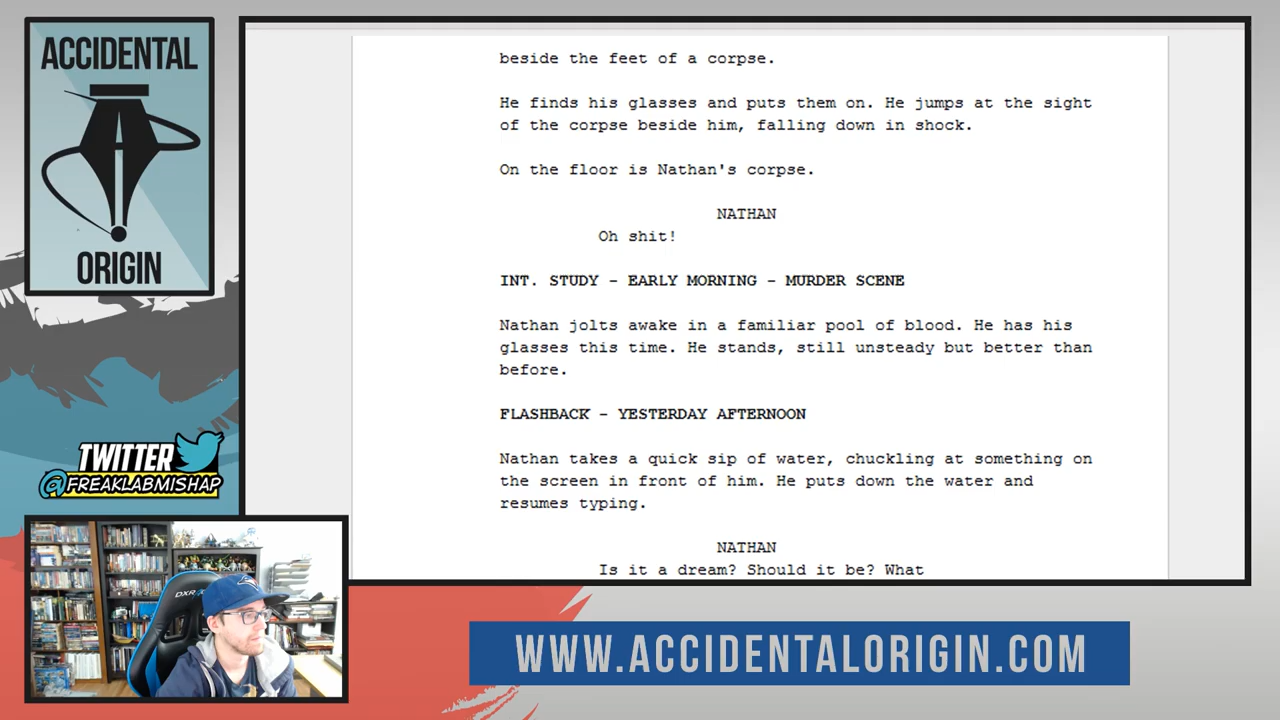 ACCIDENTAL
ORIGIN
beside the feet of a corpse.
He finds his glasses and puts them on. He jumps at the sight
of the corpse beside him, falling down in shock.
On the floor is Nathan's corpse.
NATHAN
Oh shit!
INT. STUDY - EARLY MORNING - MURDER SCENE
Nathan jolts awake in a familiar pool of blood. He has his
glasses this time. He stands, still unsteady but better than
before.
FLASHBACK - YESTERDAY AFTERNOON
Nathan takes a quick sip of water, chuckling at something on
the screen in front of him. He puts down the water and
resumes typing.
NATHAN
Is it a dream? Should it be? What
TWITTER
@FREAKLABMISHAP
DXR
WWW.ACCIDENTALORIGIN.COM